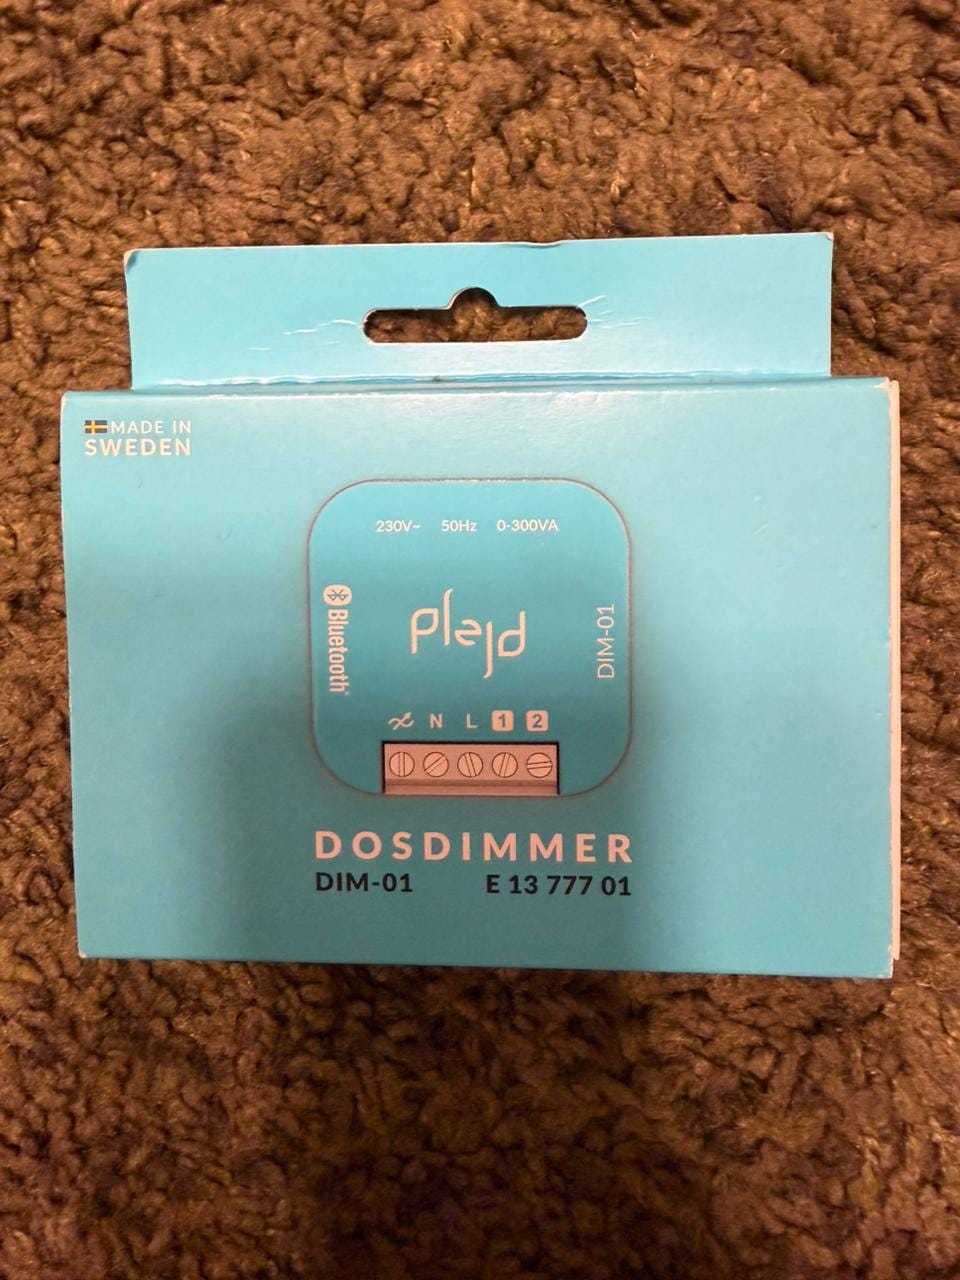 MADE IN
SWEDEN
230V~ 50Hz 0-300VA
Bluetooth
plejd
DIM-01
N L 1 2
DOSDIMMER
DIM-01 E 13 777 01